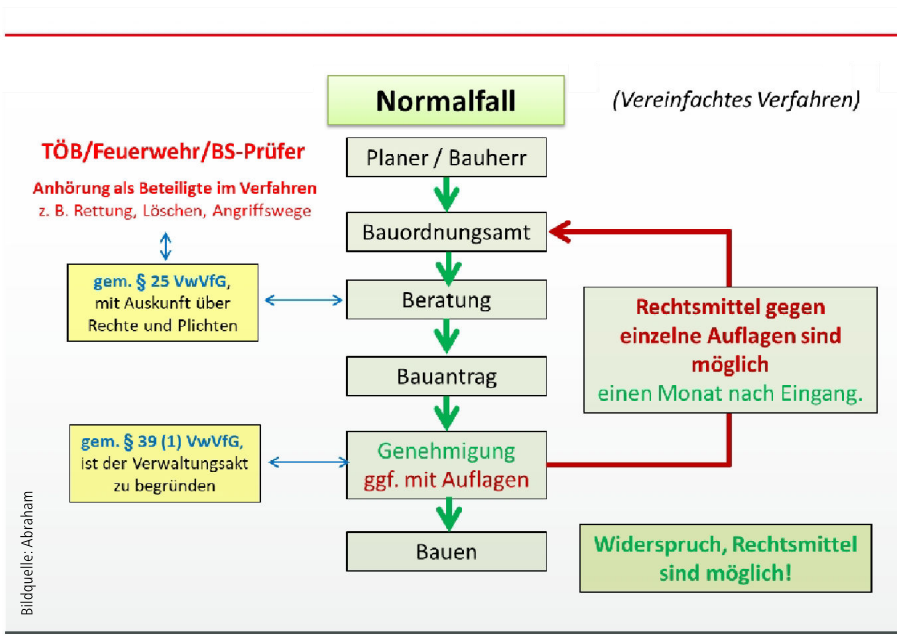 Normalfall
(Vereinfachtes Verfahren)
TÖB/Feuerwehr/BS-Prüfer
Anhörung als Beteiligte im Verfahren
z. B. Rettung, Löschen, Angriffswege
Planer / Bauherr
Bauordnungsamt
gem. § 25 VwVfG,
mit Auskunft über
Rechte und Plichten
Beratung
Rechtsmittel gegen
einzelne Auflagen sind
möglich
einen Monat nach Eingang.
Bauantrag
gem. § 39 (1) VwVfG,
ist der Verwaltungsakt
zu begründen
Genehmigung
ggf. mit Auflagen
Bauen
Widerspruch, Rechtsmittel
sind möglich!
Bildquelle: Abraham